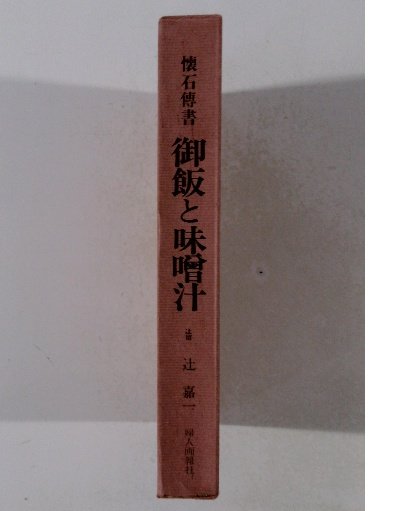 懐石傳書
御飯と味噌汁
辻 嘉一
婦人画報社